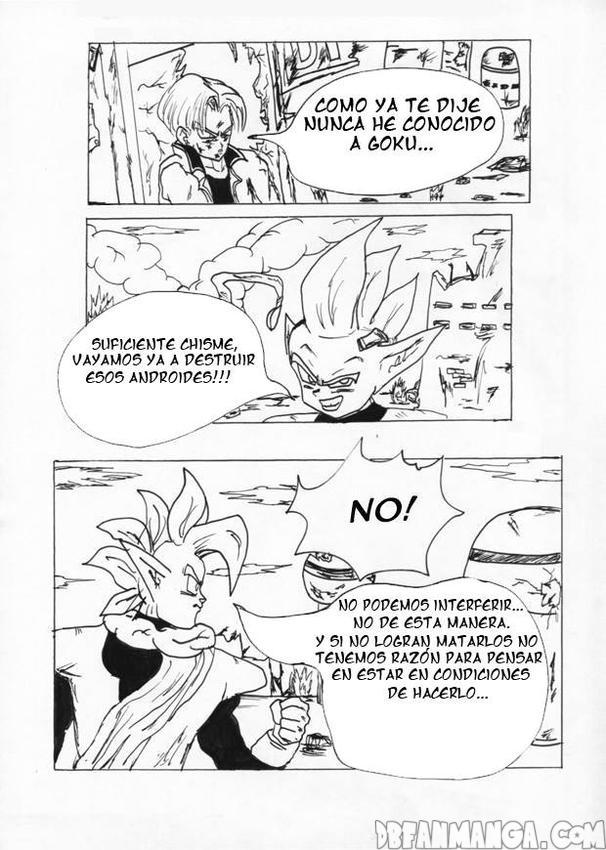 COMO YA TE DIJE
NUNCA HE CONOCIDO
A GOKU...
SUFICIENTE CHISME,
VAYAMOS YA A DESTRUIR
ESOS ANDROIDES!!!
NO!
NO PODEMOS INTERFERIR...
NO DE ESTA MANERA.
Y SI NO LOGRAN MATARLOS NO
TENEMOS RAZÓN PARA PENSAR
EN ESTAR EN CONDICIONES
DE HACERLO...
DBFANMANGA.COM